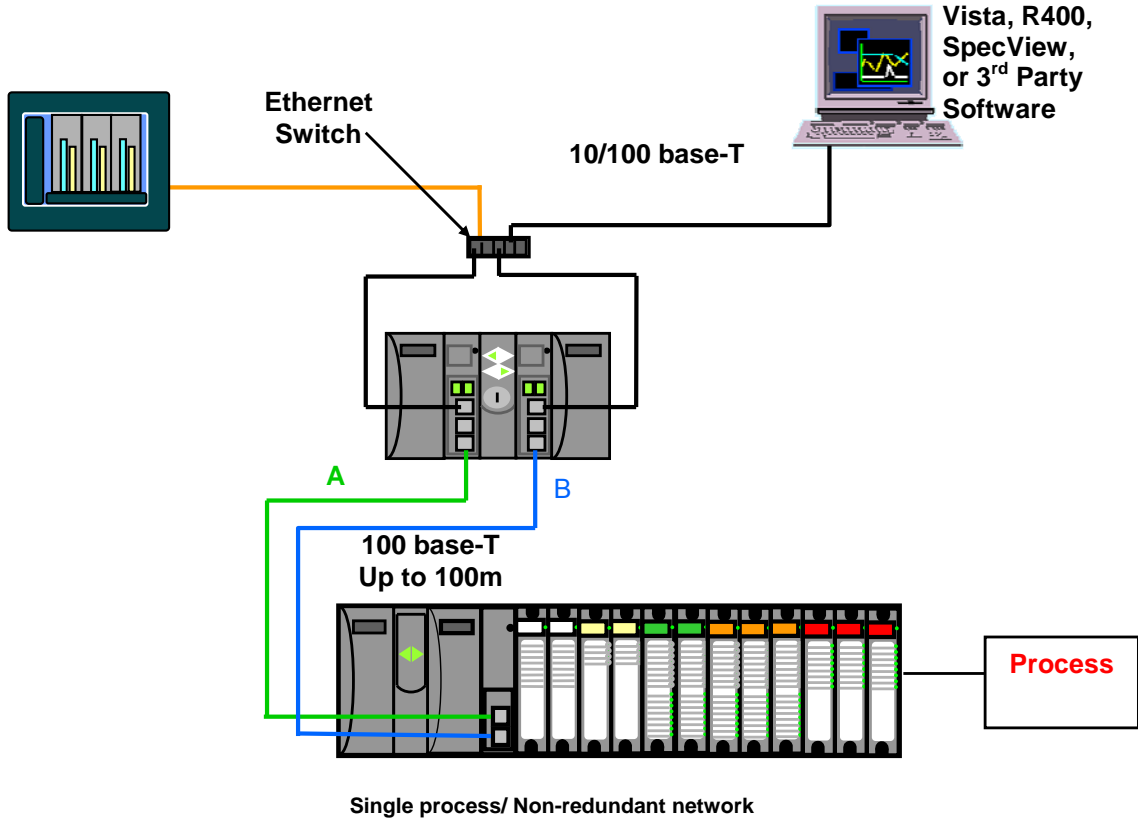 Vista, R400,
SpecView,
or 3rd Party
Software
Ethernet
Switch
10/100 base-T
I
A
B
100 base-T
Up to 100m
Process
Single process/ Non-redundant network